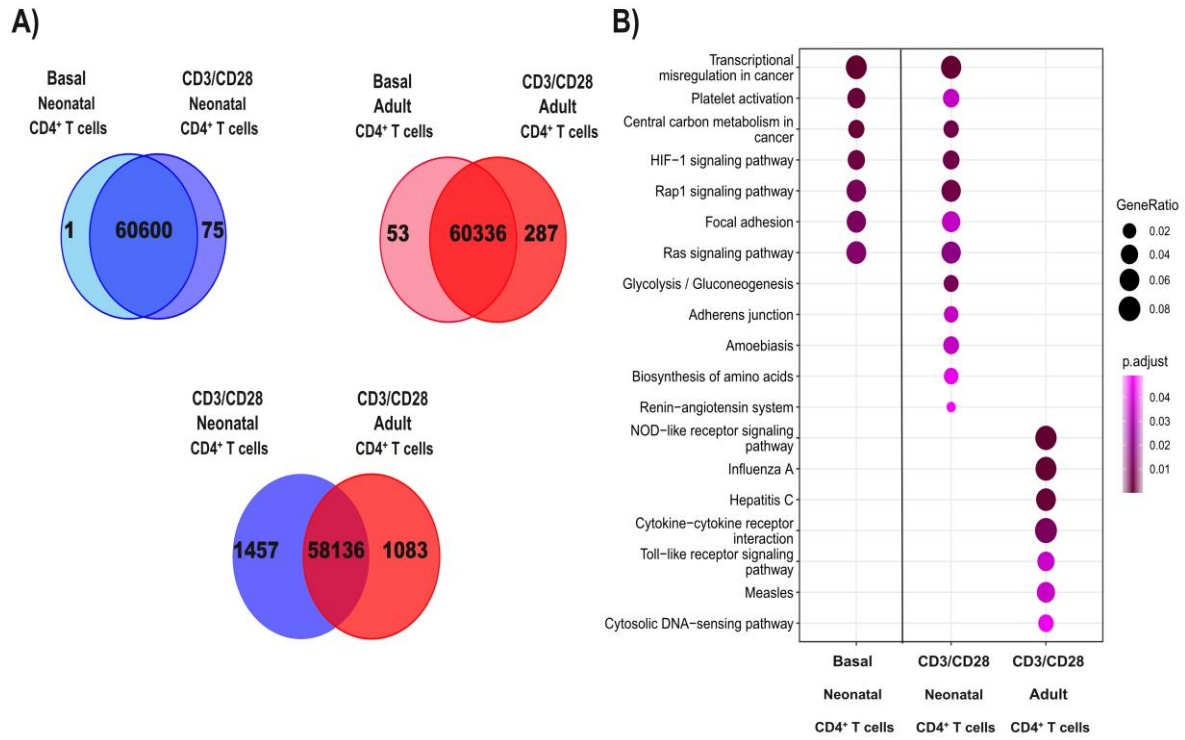 A)
Basal
Neonatal
CD4⁺ T cells
CD3/CD28
Neonatal
CD4⁺ T cells
1
60600
75
Basal
Adult
CD4⁺ T cells
CD3/CD28
Adult
CD4⁺ T cells
53
60336
287
CD3/CD28
Neonatal
CD4⁺ T cells
CD3/CD28
Adult
CD4⁺ T cells
1457
58136
1083
B)
Transcriptional
misregulation in cancer
Platelet activation
Central carbon metabolism in
cancer
HIF−1 signaling pathway
Rap1 signaling pathway
Focal adhesion
Ras signaling pathway
Glycolysis / Gluconeogenesis
Adherens junction
Amoebiasis
Biosynthesis of amino acids
Renin−angiotensin system
NOD−like receptor signaling
pathway
Influenza A
Hepatitis C
Cytokine−cytokine receptor
interaction
Toll−like receptor signaling
pathway
Measles
Cytosolic DNA−sensing pathway
Basal
Neonatal
CD4⁺ T cells
CD3/CD28
Neonatal
CD4⁺ T cells
CD3/CD28
Adult
CD4⁺ T cells
GeneRatio
0.02
0.04
0.06
0.08
p.adjust
0.04
0.03
0.02
0.01